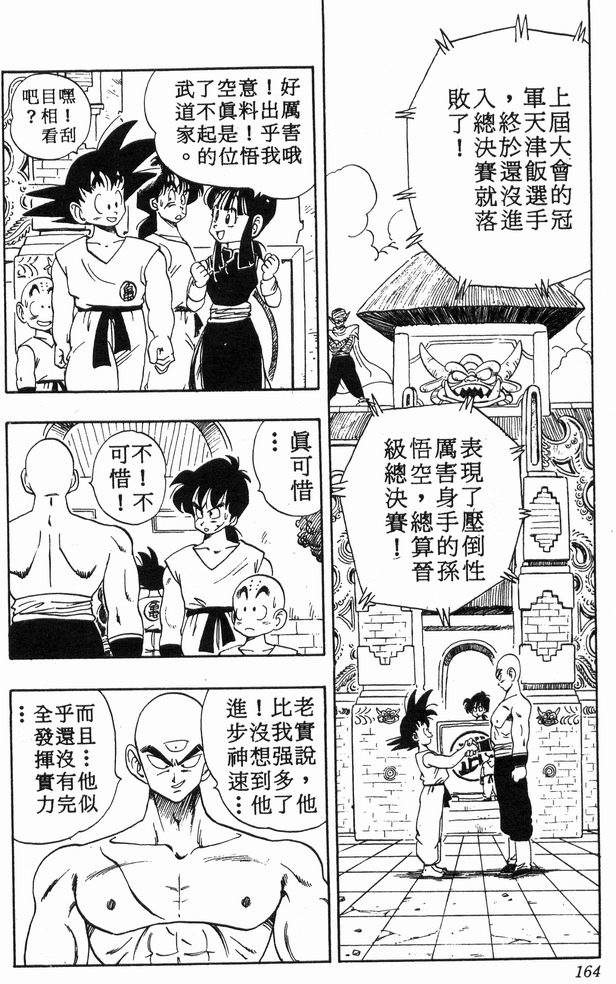 上屆大會的冠
軍天津飯選手
，終於還沒進
入總決賽就落
敗了！
表現了壓倒性
厲害身手的孫
悟空，總算晉
級總決賽！
好厲害哦
！出乎我
意料！悟
空眞是位
了不起的
武道家。
嘿！刮
目相看
吧？
眞可惜
…
不！不
可惜！
老實說，他
比我强多了
！沒想到他
進步神速…
而且…他似
乎還沒有完
全發揮實力
…
164